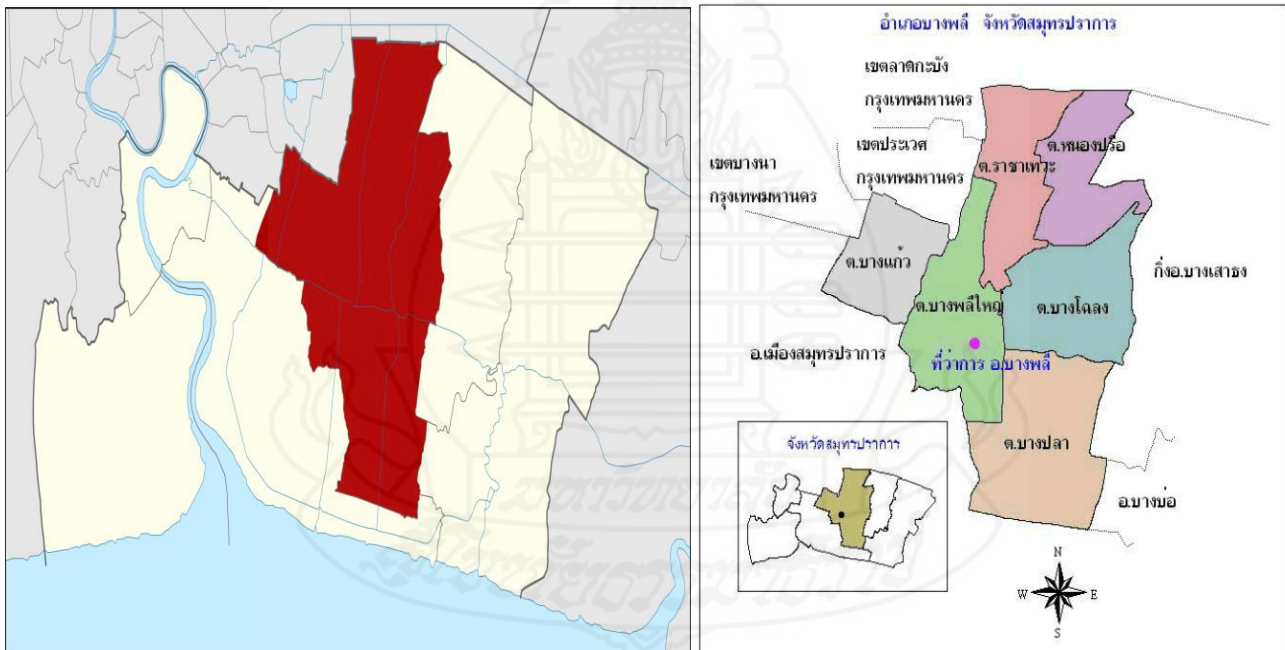 อำเภอบางพลี จังหวัดสมุทรปราการ
เขตลาดกะบัง
กรุงเทพมหานคร
เขตประเวศ
กรุงเทพมหานคร
เขตบางนา
กรุงเทพมหานคร
ต.หนองปรือ
ต.ราชาเทวะ
ต.บางแก้ว
กิ่งอ.บางเสาธง
ต.บางพลีใหญ่
ต.บางโฉลง
อ.เมืองสมุทรปราการ
ที่ว่าการ อ.บางพลี
จังหวัดสมุทรปราการ
ต.บางปลา
อ.บางบ่อ
N
W E
S